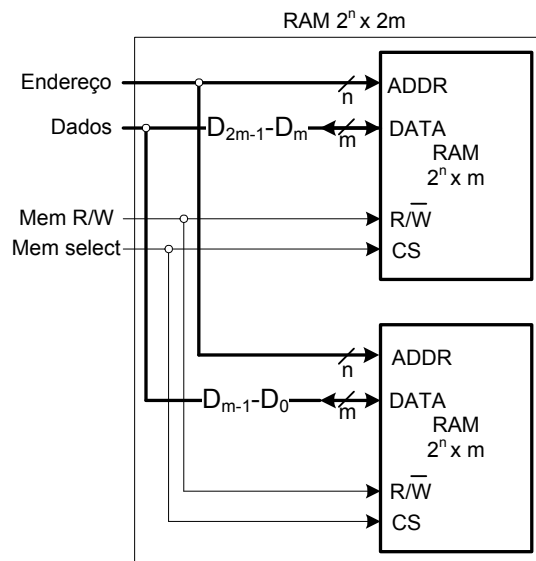 RAM 2ⁿ x 2m
Endereço
n
ADDR
Dados
D₂ₘ₋₁-Dₘ
m
DATA
RAM
2ⁿ x m
Mem R/W
R/W̅
Mem select
CS
n
ADDR
Dₘ₋₁-D₀
m
DATA
RAM
2ⁿ x m
R/W̅
CS